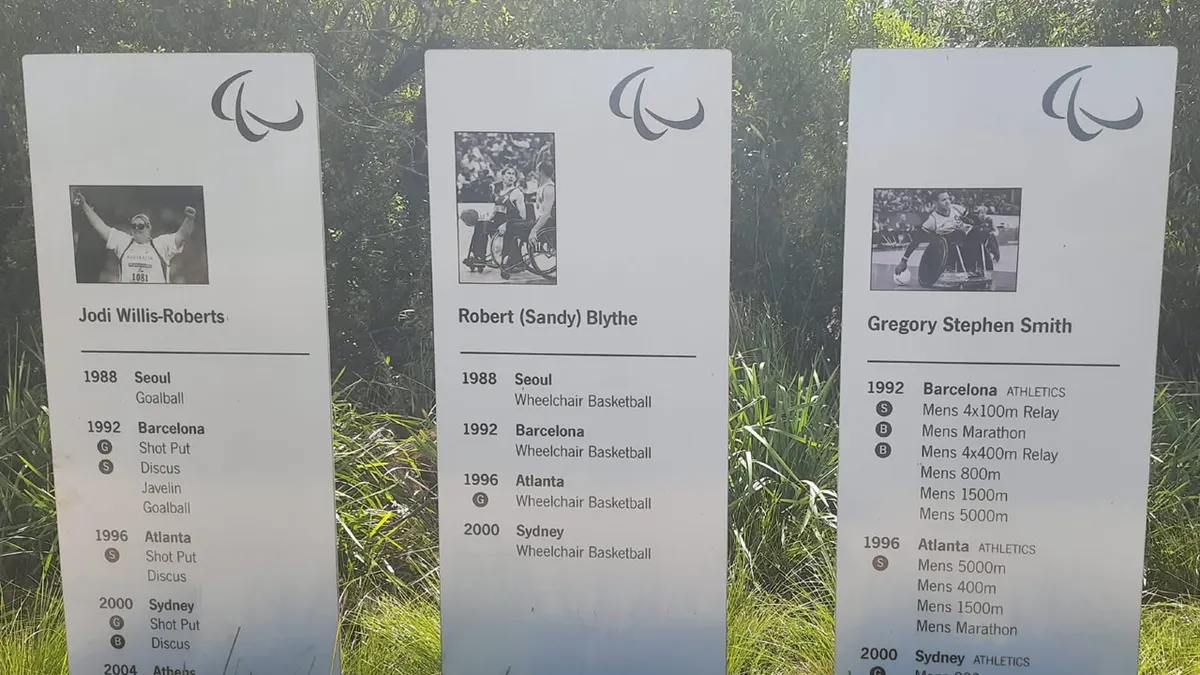 1081
Jodi Willis-Roberts
1988 Seoul
Goalball
1992 Barcelona
G Shot Put
S Discus
Javelin
Goalball
1996 Atlanta
S Shot Put
Discus
2000 Sydney
G Shot Put
B Discus
2004 Athens
Robert (Sandy) Blythe
1988 Seoul
Wheelchair Basketball
1992 Barcelona
Wheelchair Basketball
1996 Atlanta
G Wheelchair Basketball
2000 Sydney
Wheelchair Basketball
Gregory Stephen Smith
1992 Barcelona ATHLETICS
S Mens 4x100m Relay
B Mens Marathon
B Mens 4x400m Relay
Mens 800m
Mens 1500m
Mens 5000m
1996 Atlanta ATHLETICS
S Mens 5000m
Mens 400m
Mens 1500m
Mens Marathon
2000 Sydney ATHLETICS
G Mens